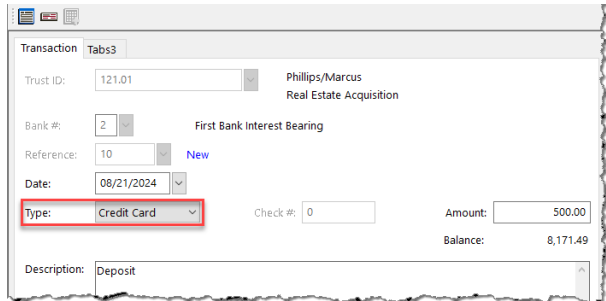 Transaction Tabs3
Trust ID: 121.01 Phillips/Marcus
Real Estate Acquisition
Bank #: 2 First Bank Interest Bearing
Reference: 10 New
Date: 08/21/2024
Type: Credit Card Check #: 0 Amount: 500.00
Balance: 8,171.49
Description: Deposit